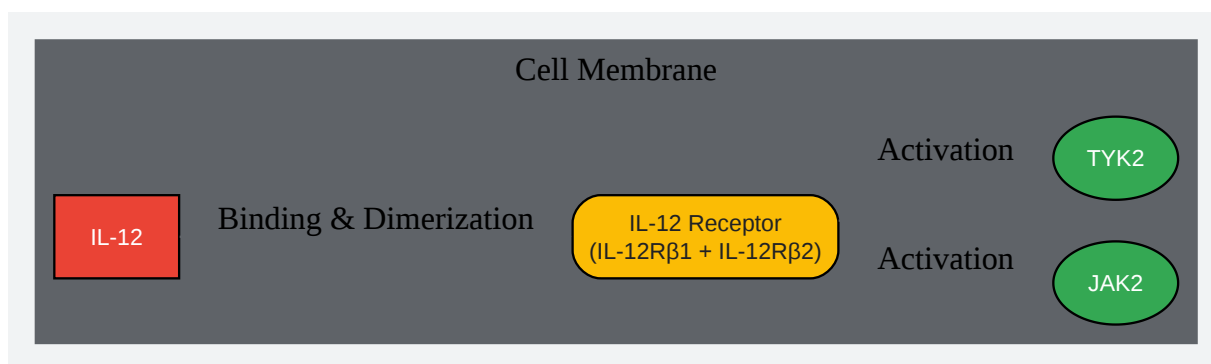 Cell Membrane
Activation
TYK2
IL-12
Binding & Dimerization
IL-12 Receptor
(IL-12Rβ1 + IL-12Rβ2)
Activation
JAK2